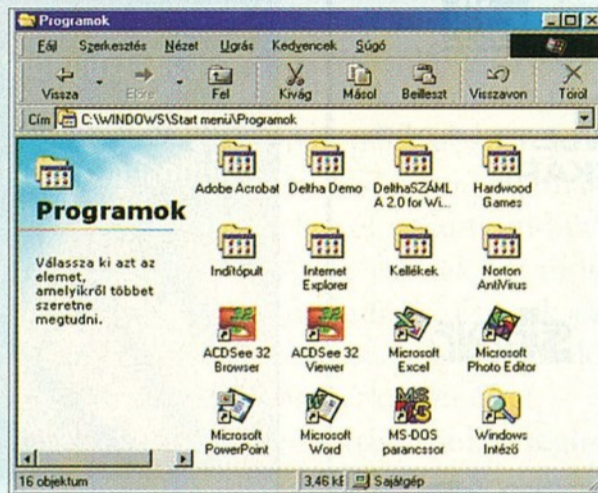 Programok
Fájl Szerkesztés Nézet Ugrás Kedvencek Súgó
Vissza Előre Fel Kivág Másol Beilleszt Visszavon Töröl
Cím C:\WINDOWS\Start menü\Programok
Programok
Válassza ki azt az
elemet,
amelyikről többet
szeretne
megtudni.
Adobe Acrobat Deltha Demo DelthaSZÁML Hardwood
A 2.0 for Wi... Games
Indítópult Internet Kellékek Norton
Explorer AntiVirus
ACDSee 32 ACDSee 32 Microsoft Microsoft
Browser Viewer Excel Photo Editor
Microsoft Microsoft MS-DOS Windows
PowerPoint Word parancssor Intéző
16 objektum 3,46 kB Sajátgép